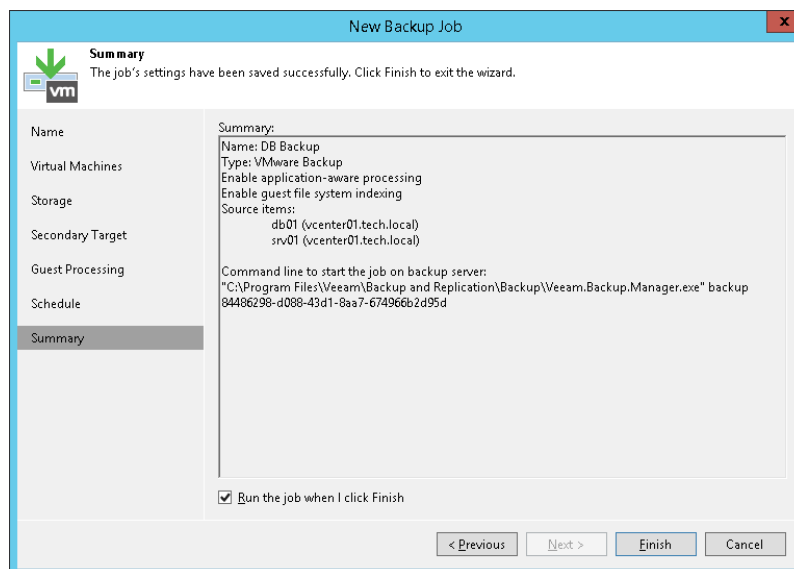 New Backup Job
x
Summary
The job's settings have been saved successfully. Click Finish to exit the wizard.
vm
Name
Virtual Machines
Storage
Secondary Target
Guest Processing
Schedule
Summary
Summary:
Name: DB Backup
Type: VMware Backup
Enable application-aware processing
Enable guest file system indexing
Source items:
db01 (vcenter01.tech.local)
srv01 (vcenter01.tech.local)
Command line to start the job on backup server:
"C:\Program Files\Veeam\Backup and Replication\Backup\Veeam.Backup.Manager.exe" backup
84486298-d088-43d1-8aa7-674966b2d95d
Run the job when I click Finish
< Previous
Next >
Finish
Cancel